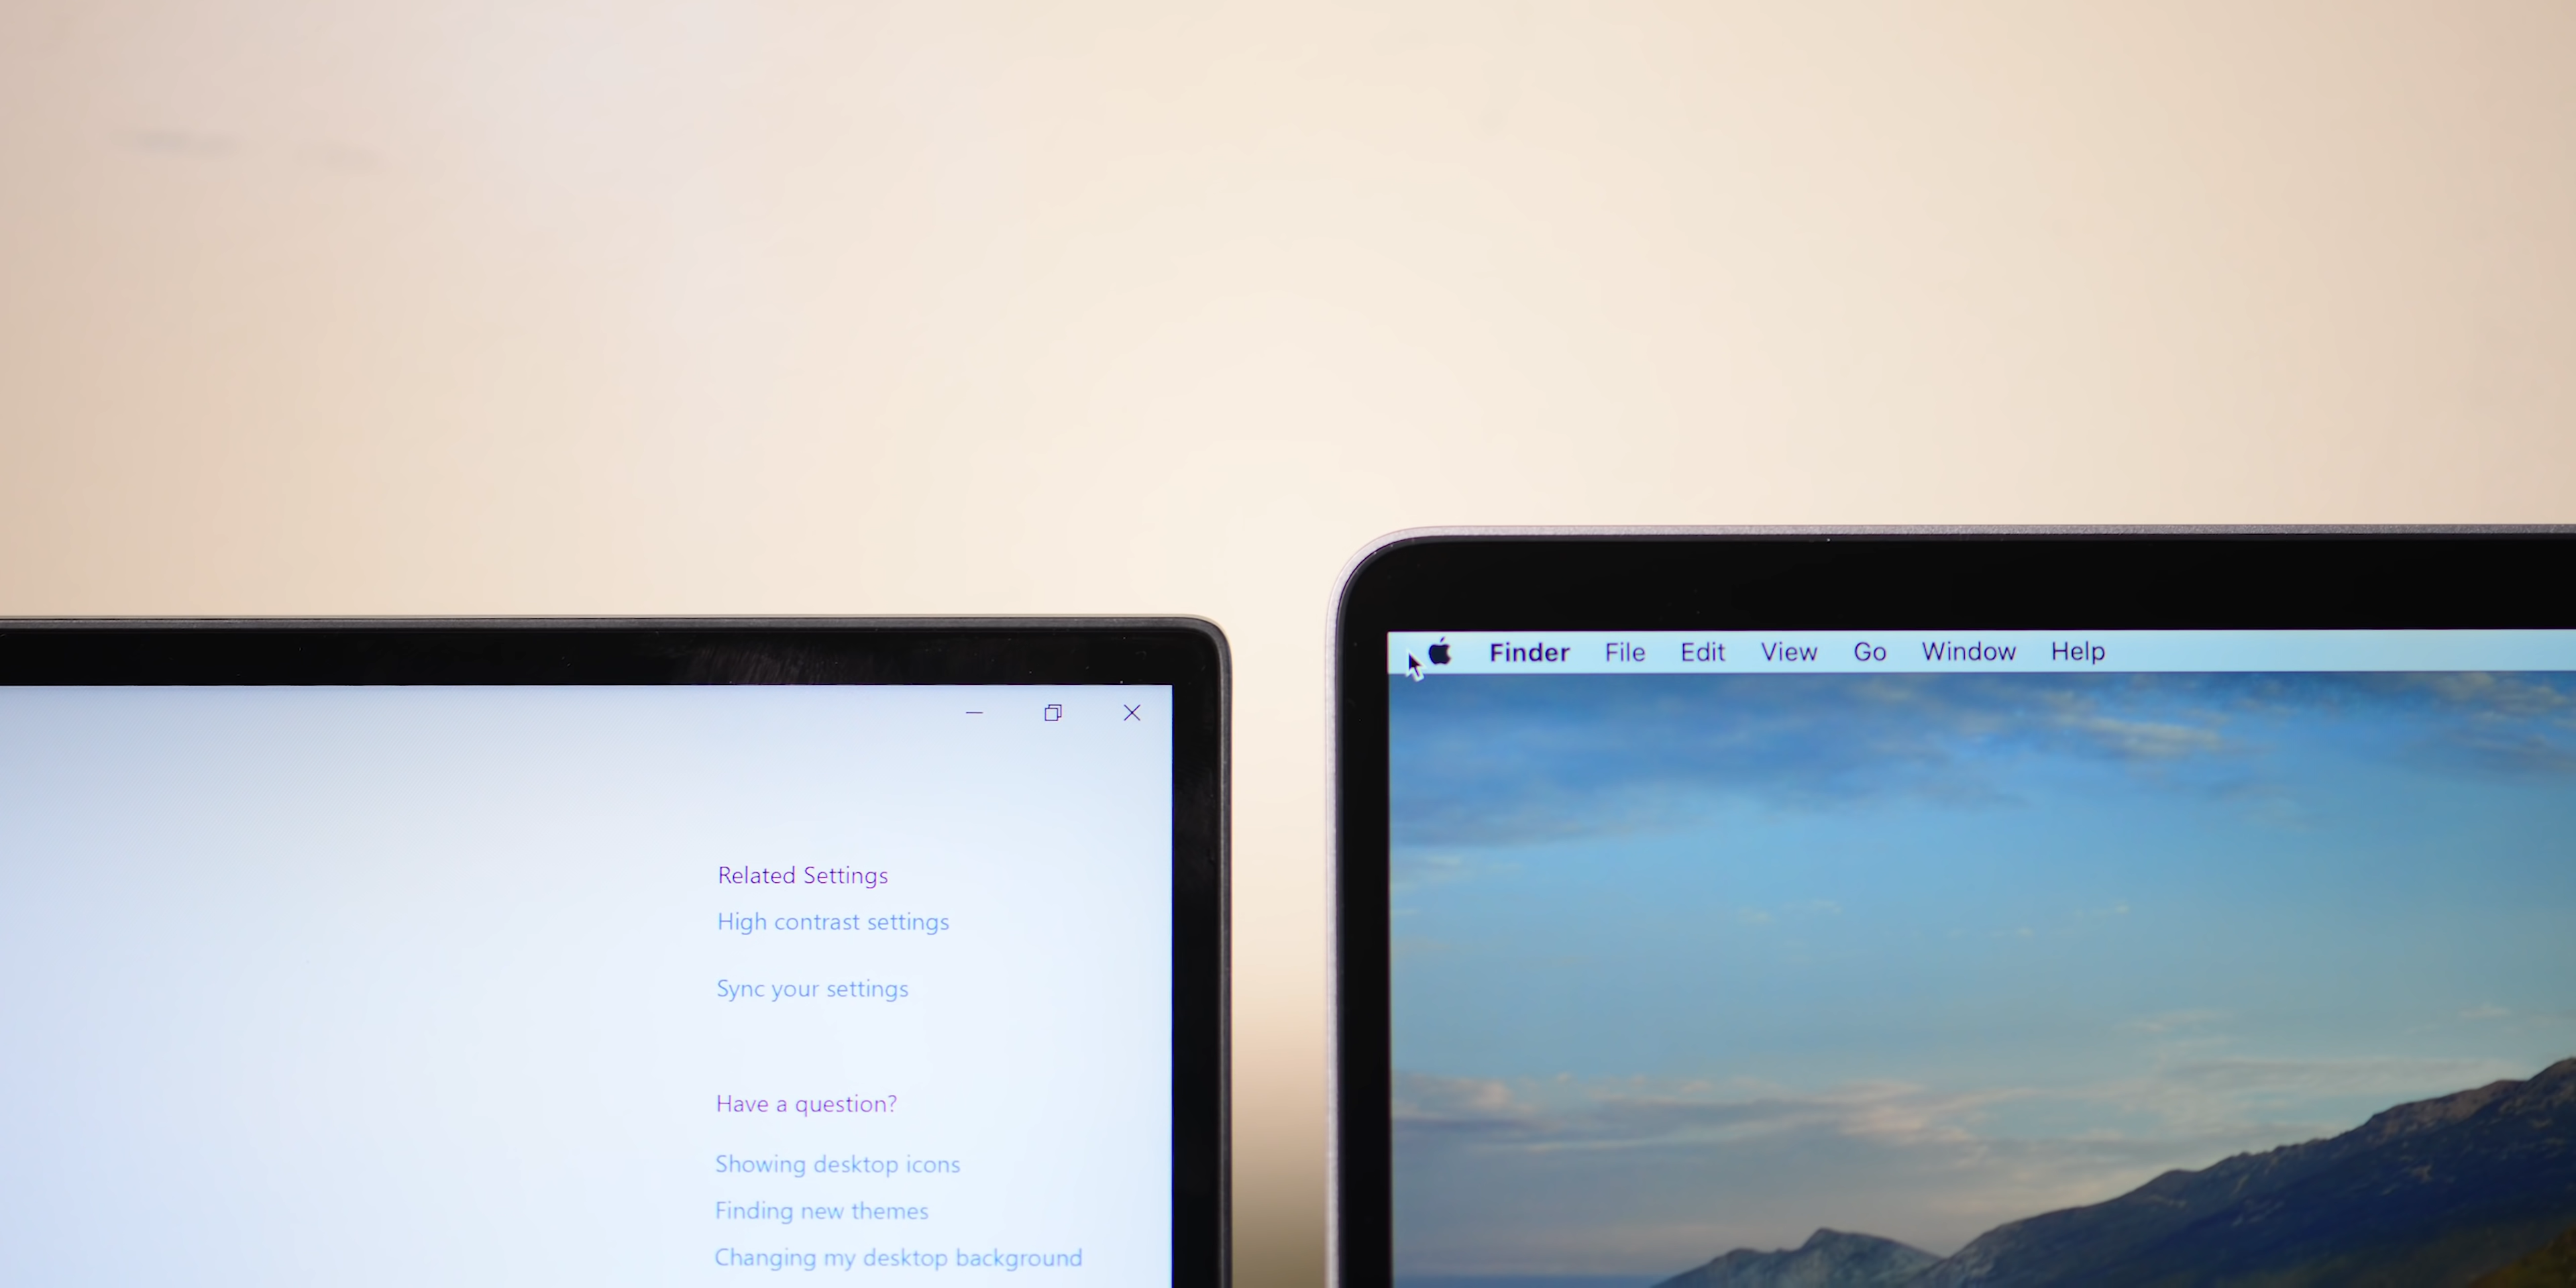 Related Settings
High contrast settings
Sync your settings
Have a question?
Showing desktop icons
Finding new themes
Changing my desktop background
Finder File Edit View Go Window Help